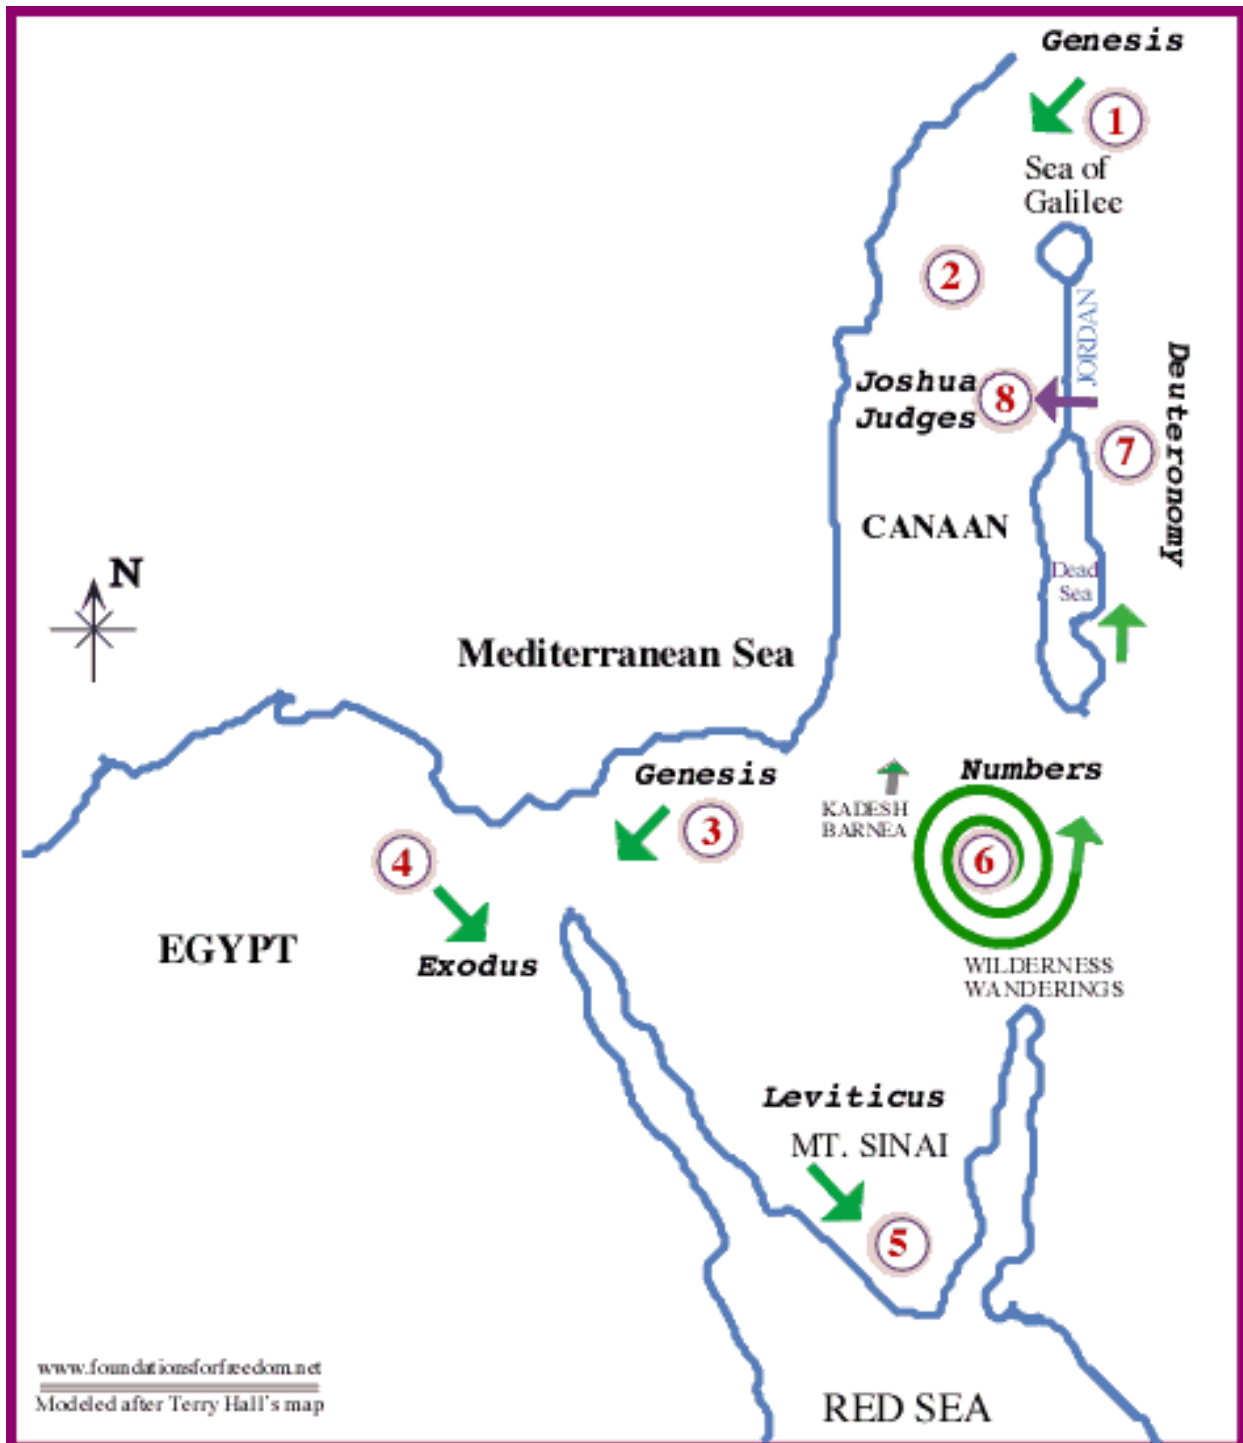 Genesis
1
Sea of
Galilee
2
JORDAN
Joshua
Judges
8
7
Deuteronomy
CANAAN
Dead
Sea
N
Mediterranean Sea
Genesis
3
KADESH
BARNEA
Numbers
6
4
EGYPT
Exodus
WILDERNESS
WANDERINGS
Leviticus
MT. SINAI
5
www.foundationsforfreedom.net
Modeled after Terry Hall's map
RED SEA